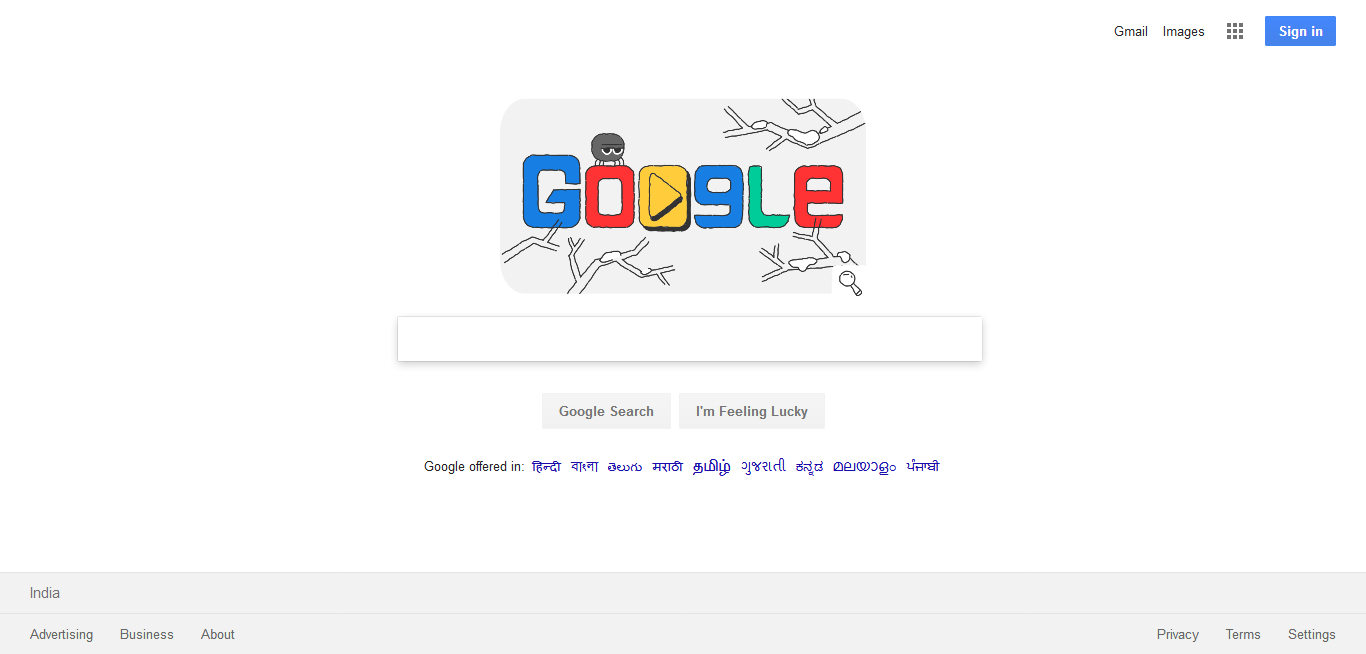 Gmail Images Sign in
Google
Google Search I'm Feeling Lucky
Google offered in: हिन्दी বাংলা తెలుగు मराठी தமிழ் ગુજરાતી ಕನ್ನಡ മലയാളം ਪੰਜਾਬੀ
India
Advertising Business About Privacy Terms Settings